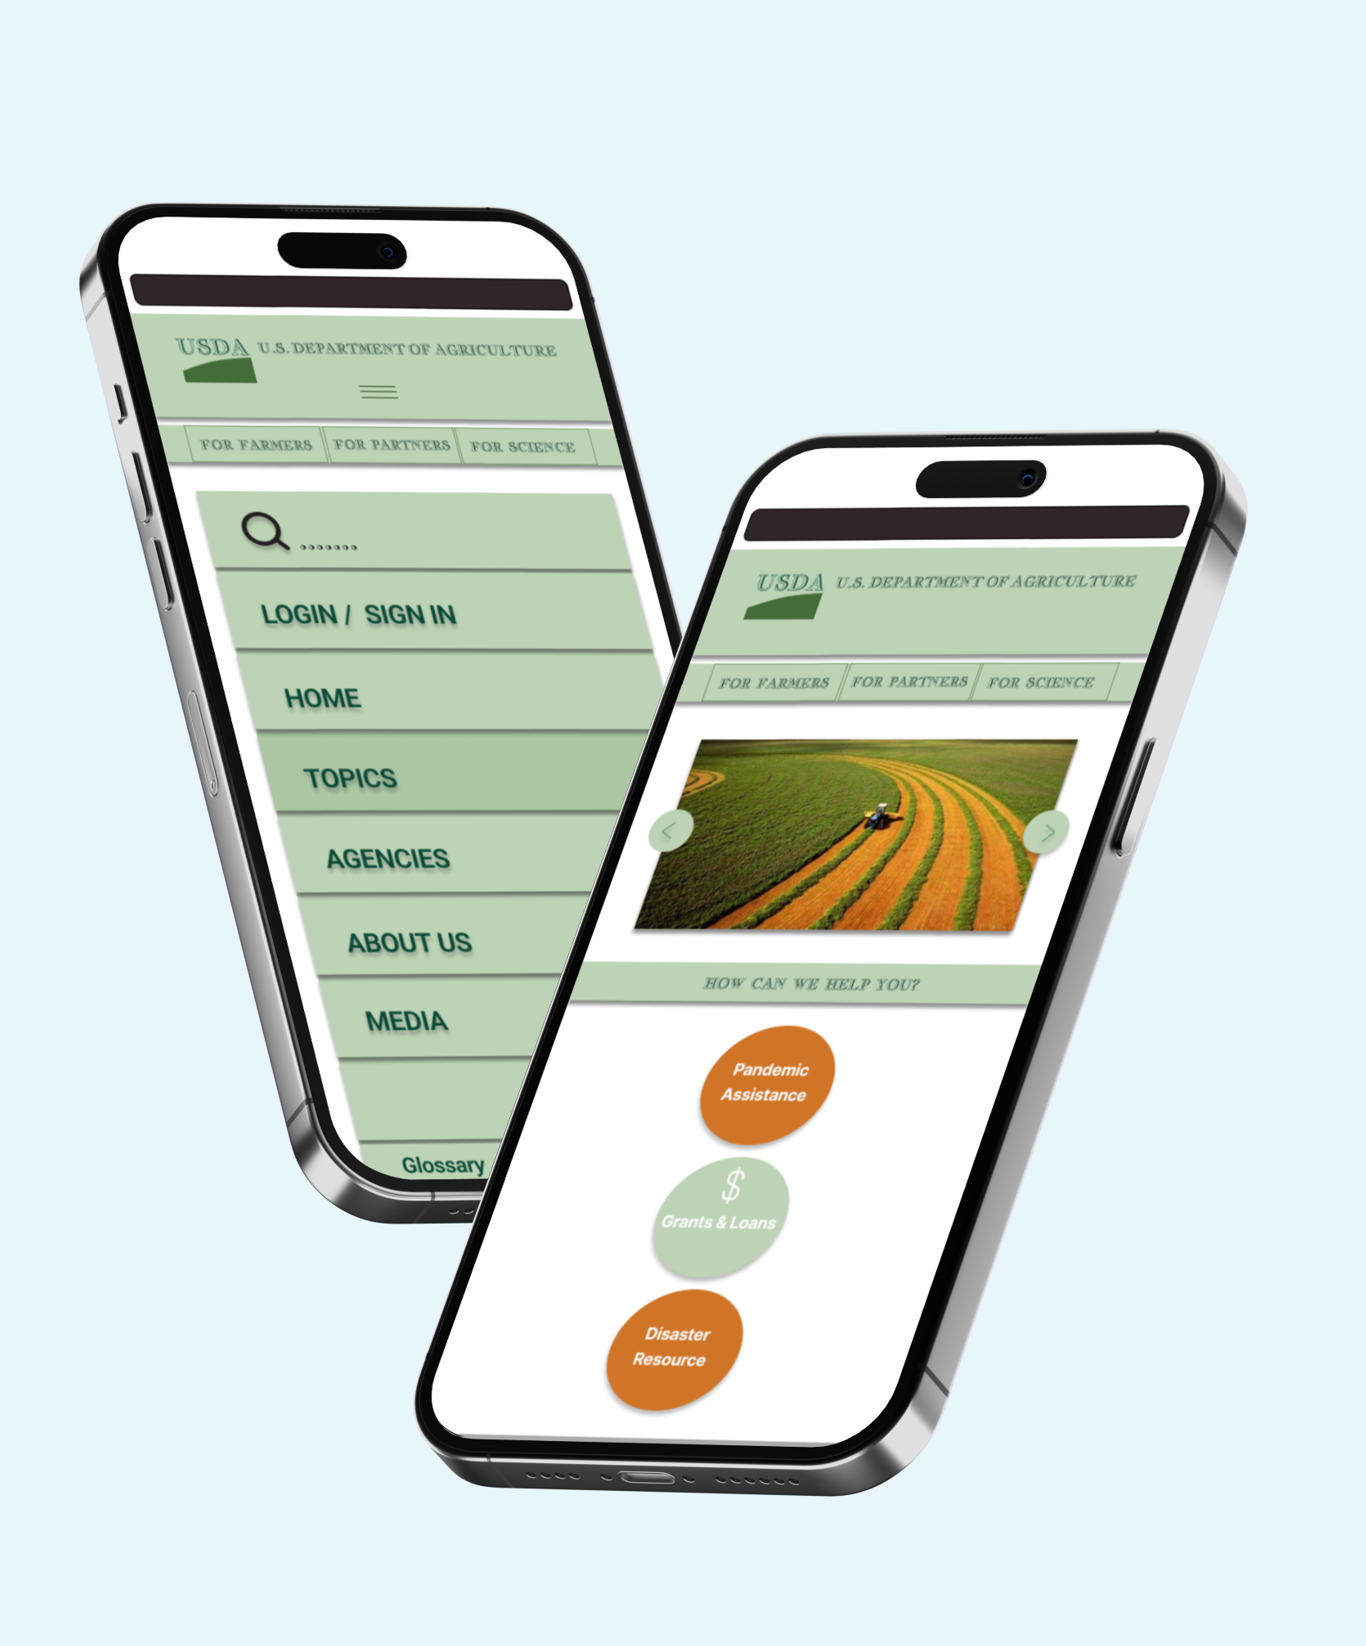 USDA U.S. DEPARTMENT OF AGRICULTURE
FOR FARMERS FOR PARTNERS FOR SCIENCE
.......
LOGIN / SIGN IN
HOME
TOPICS
AGENCIES
ABOUT US
MEDIA
Glossary
USDA U.S. DEPARTMENT OF AGRICULTURE
FOR FARMERS FOR PARTNERS FOR SCIENCE
< >
HOW CAN WE HELP YOU?
Pandemic
Assistance
$
Grants & Loans
Disaster
Resource